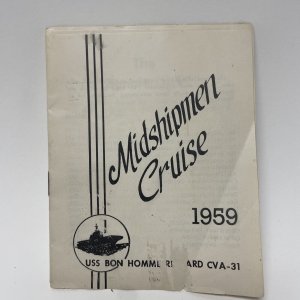 Midshipmen
Cruise
1959
USS BON HOMME RICHARD CVA-31